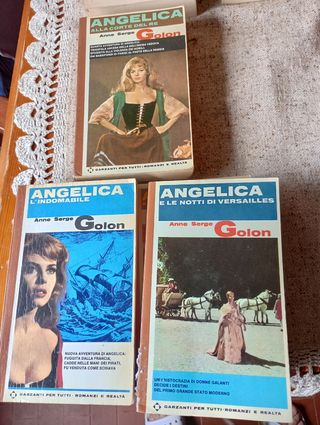 ANGELICA
ALLA CORTE DEL RE
Anne Serge Golon
GARZANTI PER TUTTI: ROMANZI E REALTÀ
ANGELICA
L'INDOMABILE
Anne Serge Golon
NUOVA AVVENTURA DI ANGELICA:
FUGGITA DALLA FRANCIA,
CADDE NELLE MANI DEI PIRATI,
FU VENDUTA COME SCHIAVA
GARZANTI PER TUTTI: ROMANZI E REALTÀ
ANGELICA
E LE NOTTI DI VERSAILLES
Anne Serge Golon
UN'ARISTOCRAZIA DI DONNE GALANTI
DECIDE I DESTINI
DEL PRIMO GRANDE STATO MODERNO
GARZANTI PER TUTTI: ROMANZI E REALTÀ